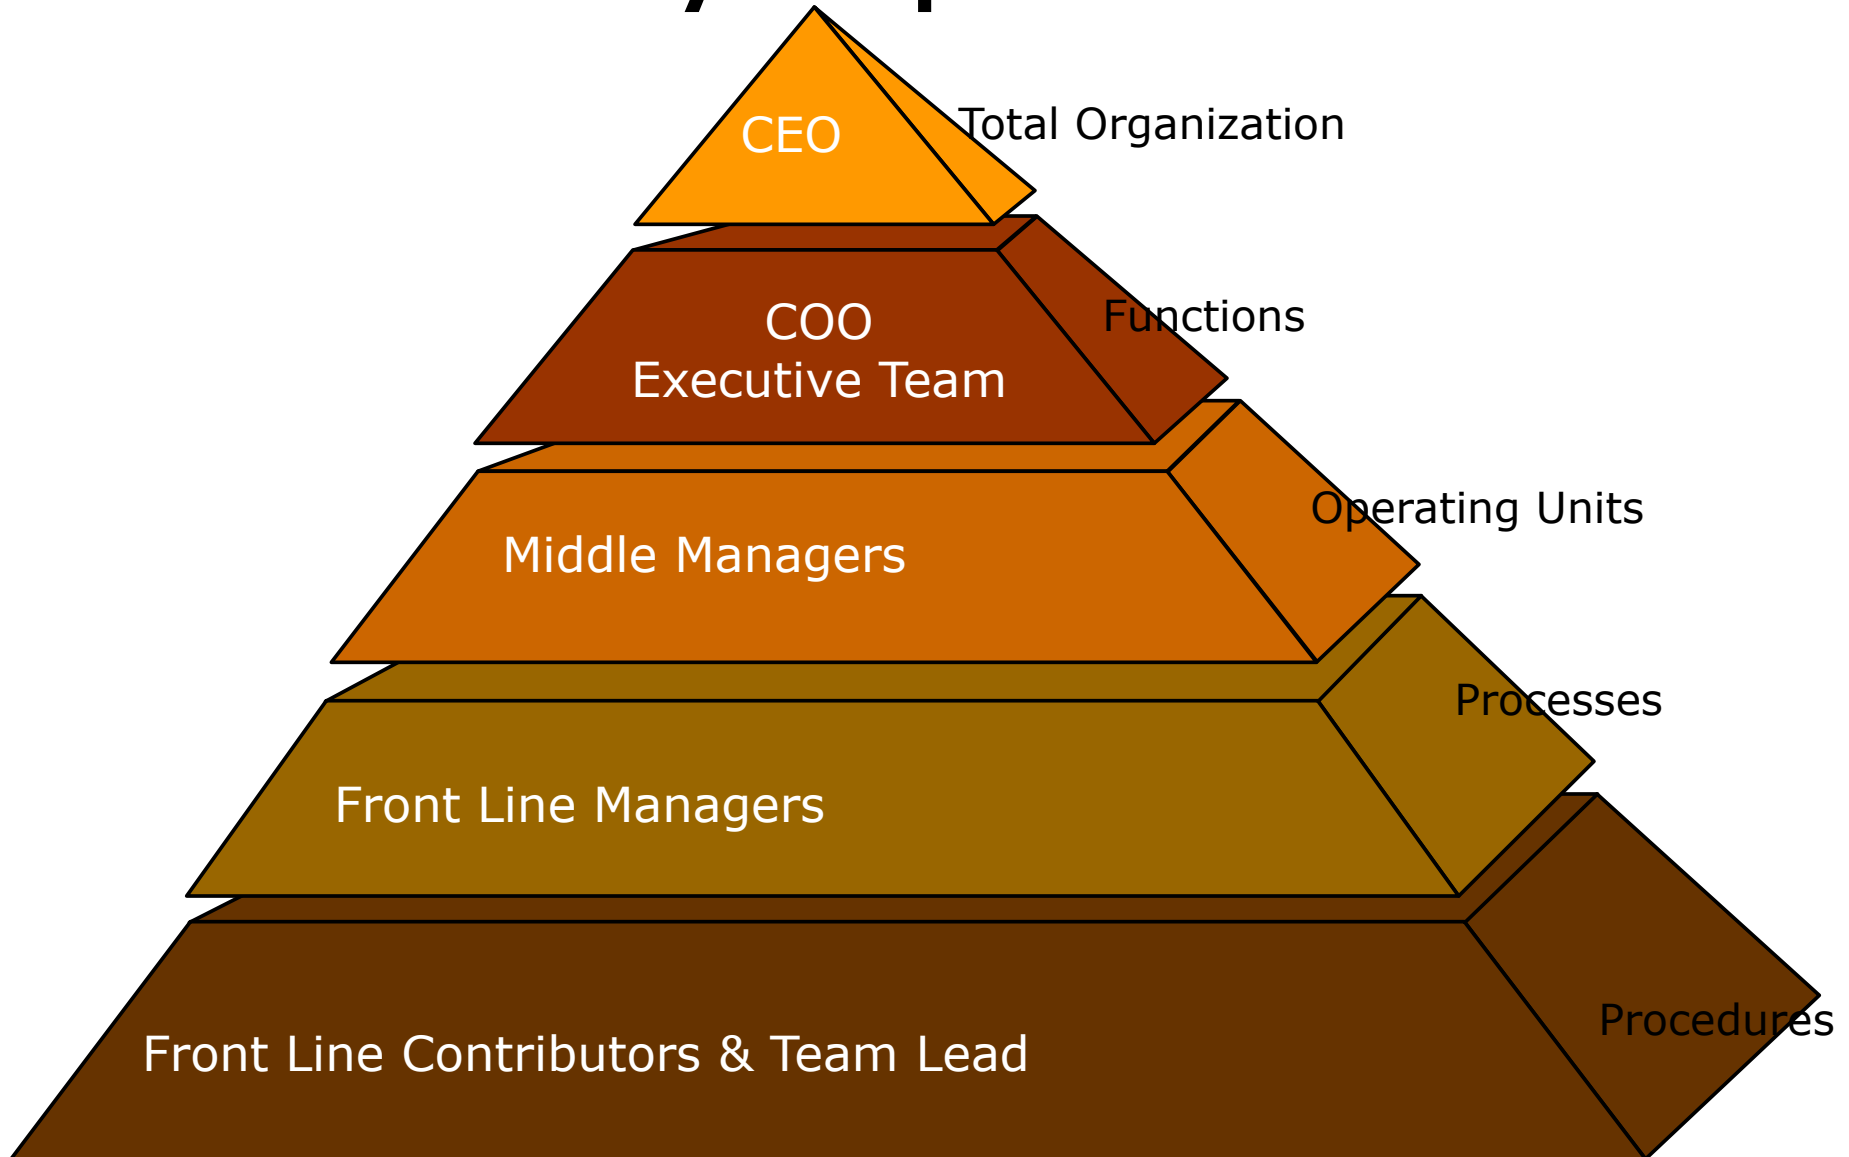 CEO
Total Organization
COO
Executive Team
Functions
Middle Managers
Operating Units
Front Line Managers
Processes
Front Line Contributors & Team Lead
Procedures